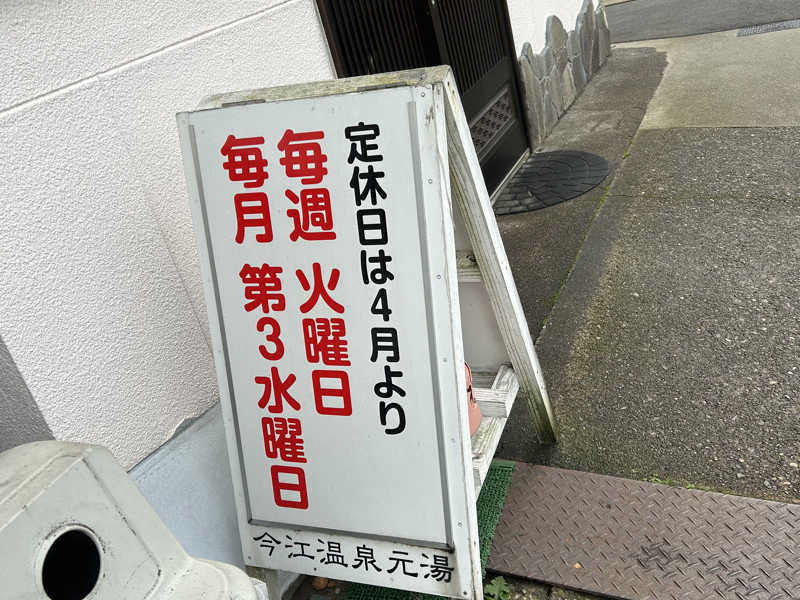 定休日は4月より
毎週 火曜日
毎月 第3水曜日
今江温泉元湯